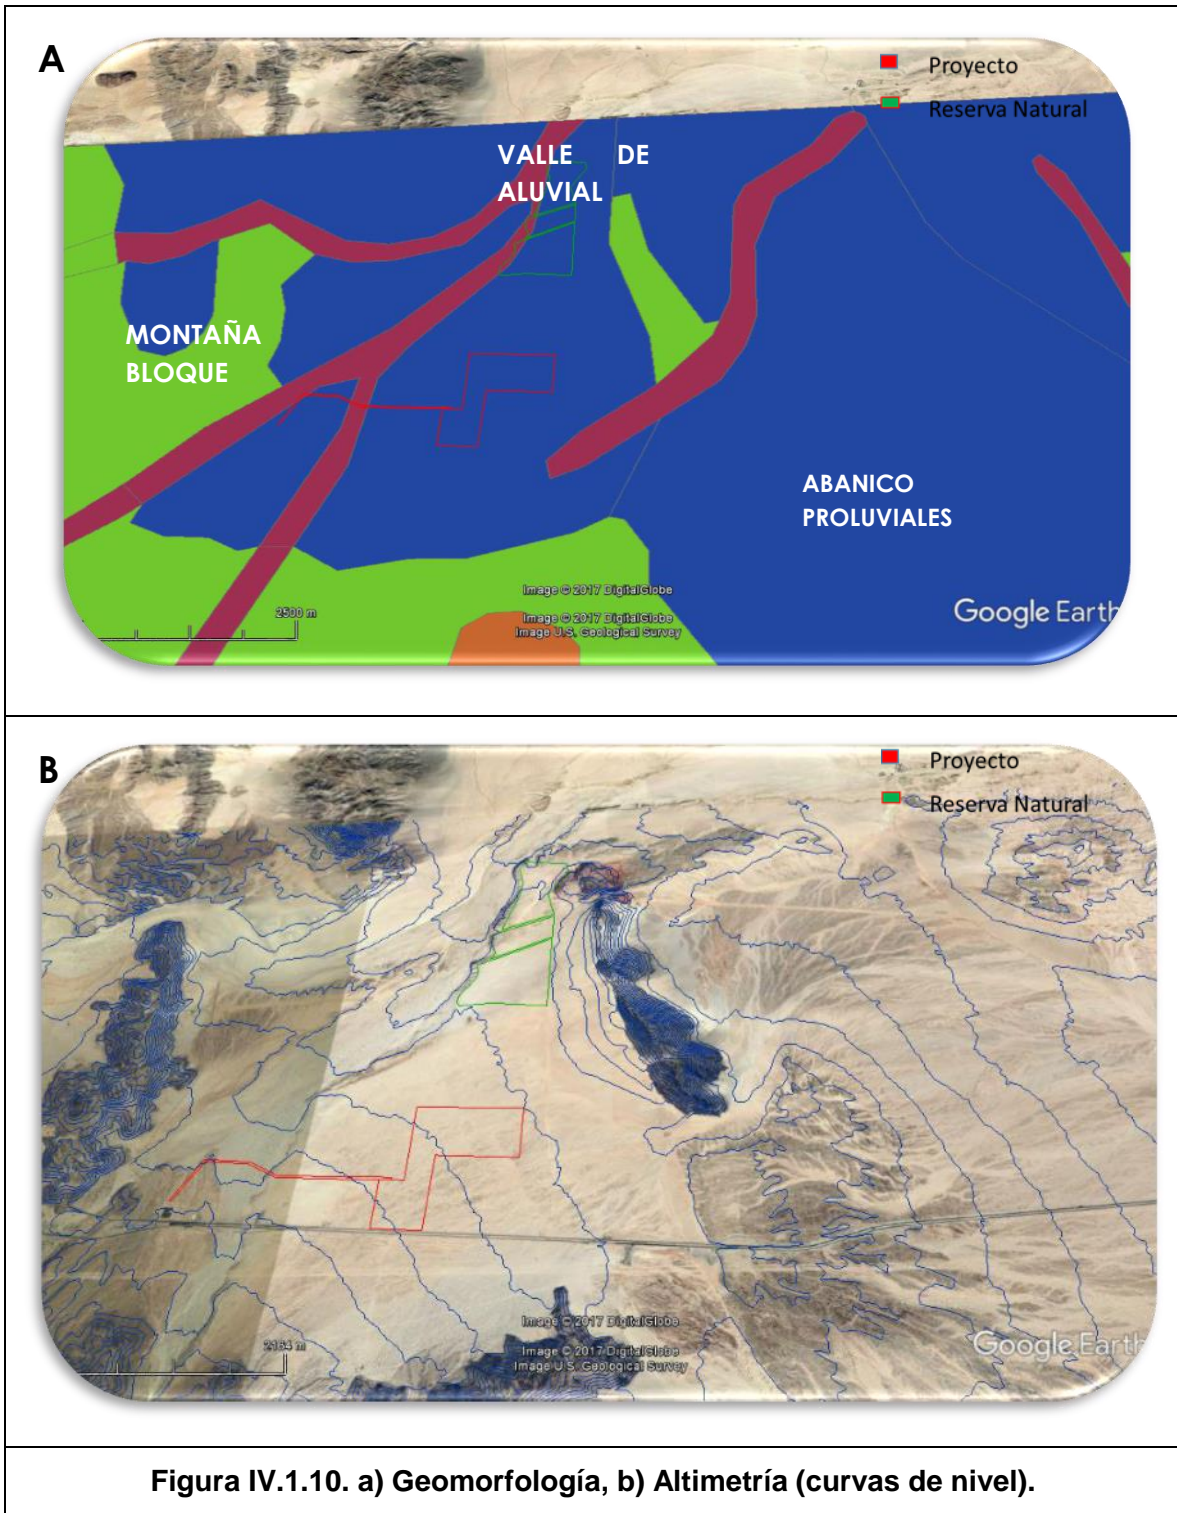 A
Proyecto
Reserva Natural
VALLE DE
ALUVIAL
MONTAÑA
BLOQUE
ABANICO
PROLUVIALES
Image © 2017 DigitalGlobe
2500 m
Image © 2017 DigitalGlobe
Image U.S. Geological Survey
Google Earth
B
Proyecto
Reserva Natural
Image © 2017 DigitalGlobe
2164 m
Image © 2017 DigitalGlobe
Image U.S. Geological Survey
Google Earth
Figura IV.1.10. a) Geomorfología, b) Altimetría (curvas de nivel).